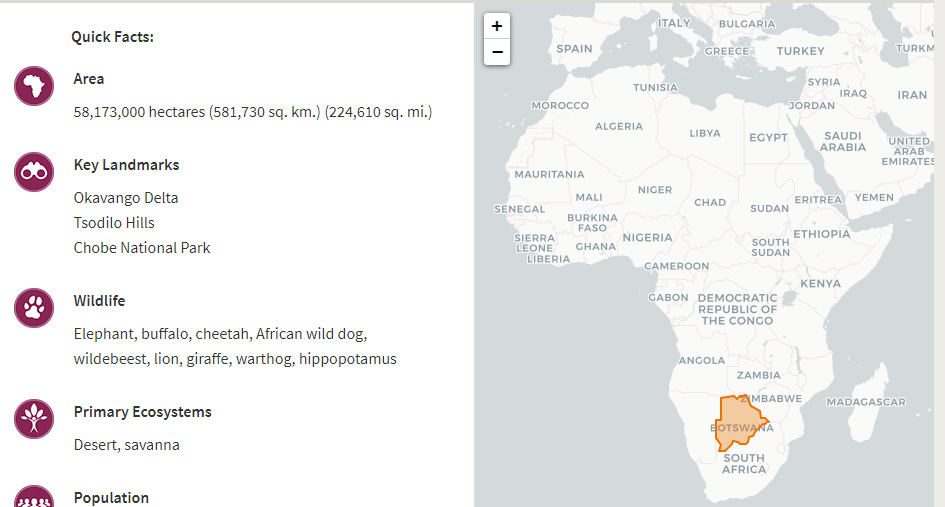 Quick Facts:
Area
58,173,000 hectares (581,730 sq. km.) (224,610 sq. mi.)
Key Landmarks
Okavango Delta
Tsodilo Hills
Chobe National Park
Wildlife
Elephant, buffalo, cheetah, African wild dog,
wildebeest, lion, giraffe, warthog, hippopotamus
Primary Ecosystems
Desert, savanna
Population
+
−
ITALY
BULGARIA
SPAIN
GREECE
TURKEY
TURKM
TUNISIA
SYRIA
IRAQ
IRAN
MOROCCO
JORDAN
ALGERIA
LIBYA
EGYPT
SAUDI
ARABIA
UNITED
ARAB
EMIRATES
MAURITANIA
MALI
NIGER
CHAD
SUDAN
ERITREA
YEMEN
SENEGAL
BURKINA
FASO
SIERRA
LEONE
GHANA
NIGERIA
SOUTH
SUDAN
ETHIOPIA
LIBERIA
CAMEROON
KENYA
GABON
DEMOCRATIC
REPUBLIC OF
THE CONGO
ANGOLA
ZAMBIA
ZIMBABWE
MADAGASCAR
BOTSWANA
SOUTH
AFRICA